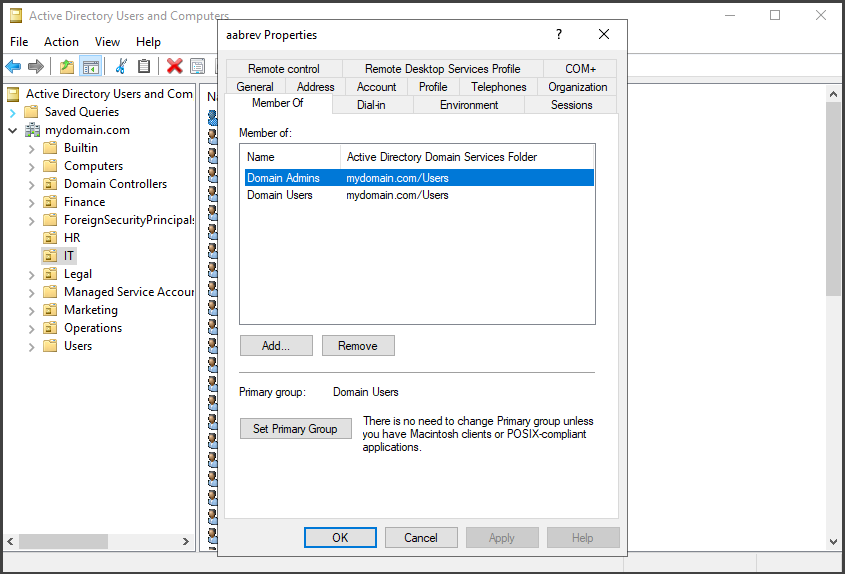 Active Directory Users and Computers
File Action View Help
Active Directory Users and Com
Saved Queries
mydomain.com
Builtin
Computers
Domain Controllers
Finance
ForeignSecurityPrincipals
HR
IT
Legal
Managed Service Accour
Marketing
Operations
Users
aabrev Properties
?
Remote control Remote Desktop Services Profile COM+
General Address Account Profile Telephones Organization
Member Of Dial-in Environment Sessions
Member of:
Name Active Directory Domain Services Folder
Domain Admins mydomain.com/Users
Domain Users mydomain.com/Users
Add... Remove
Primary group: Domain Users
Set Primary Group
There is no need to change Primary group unless
you have Macintosh clients or POSIX-compliant
applications.
OK Cancel Apply Help